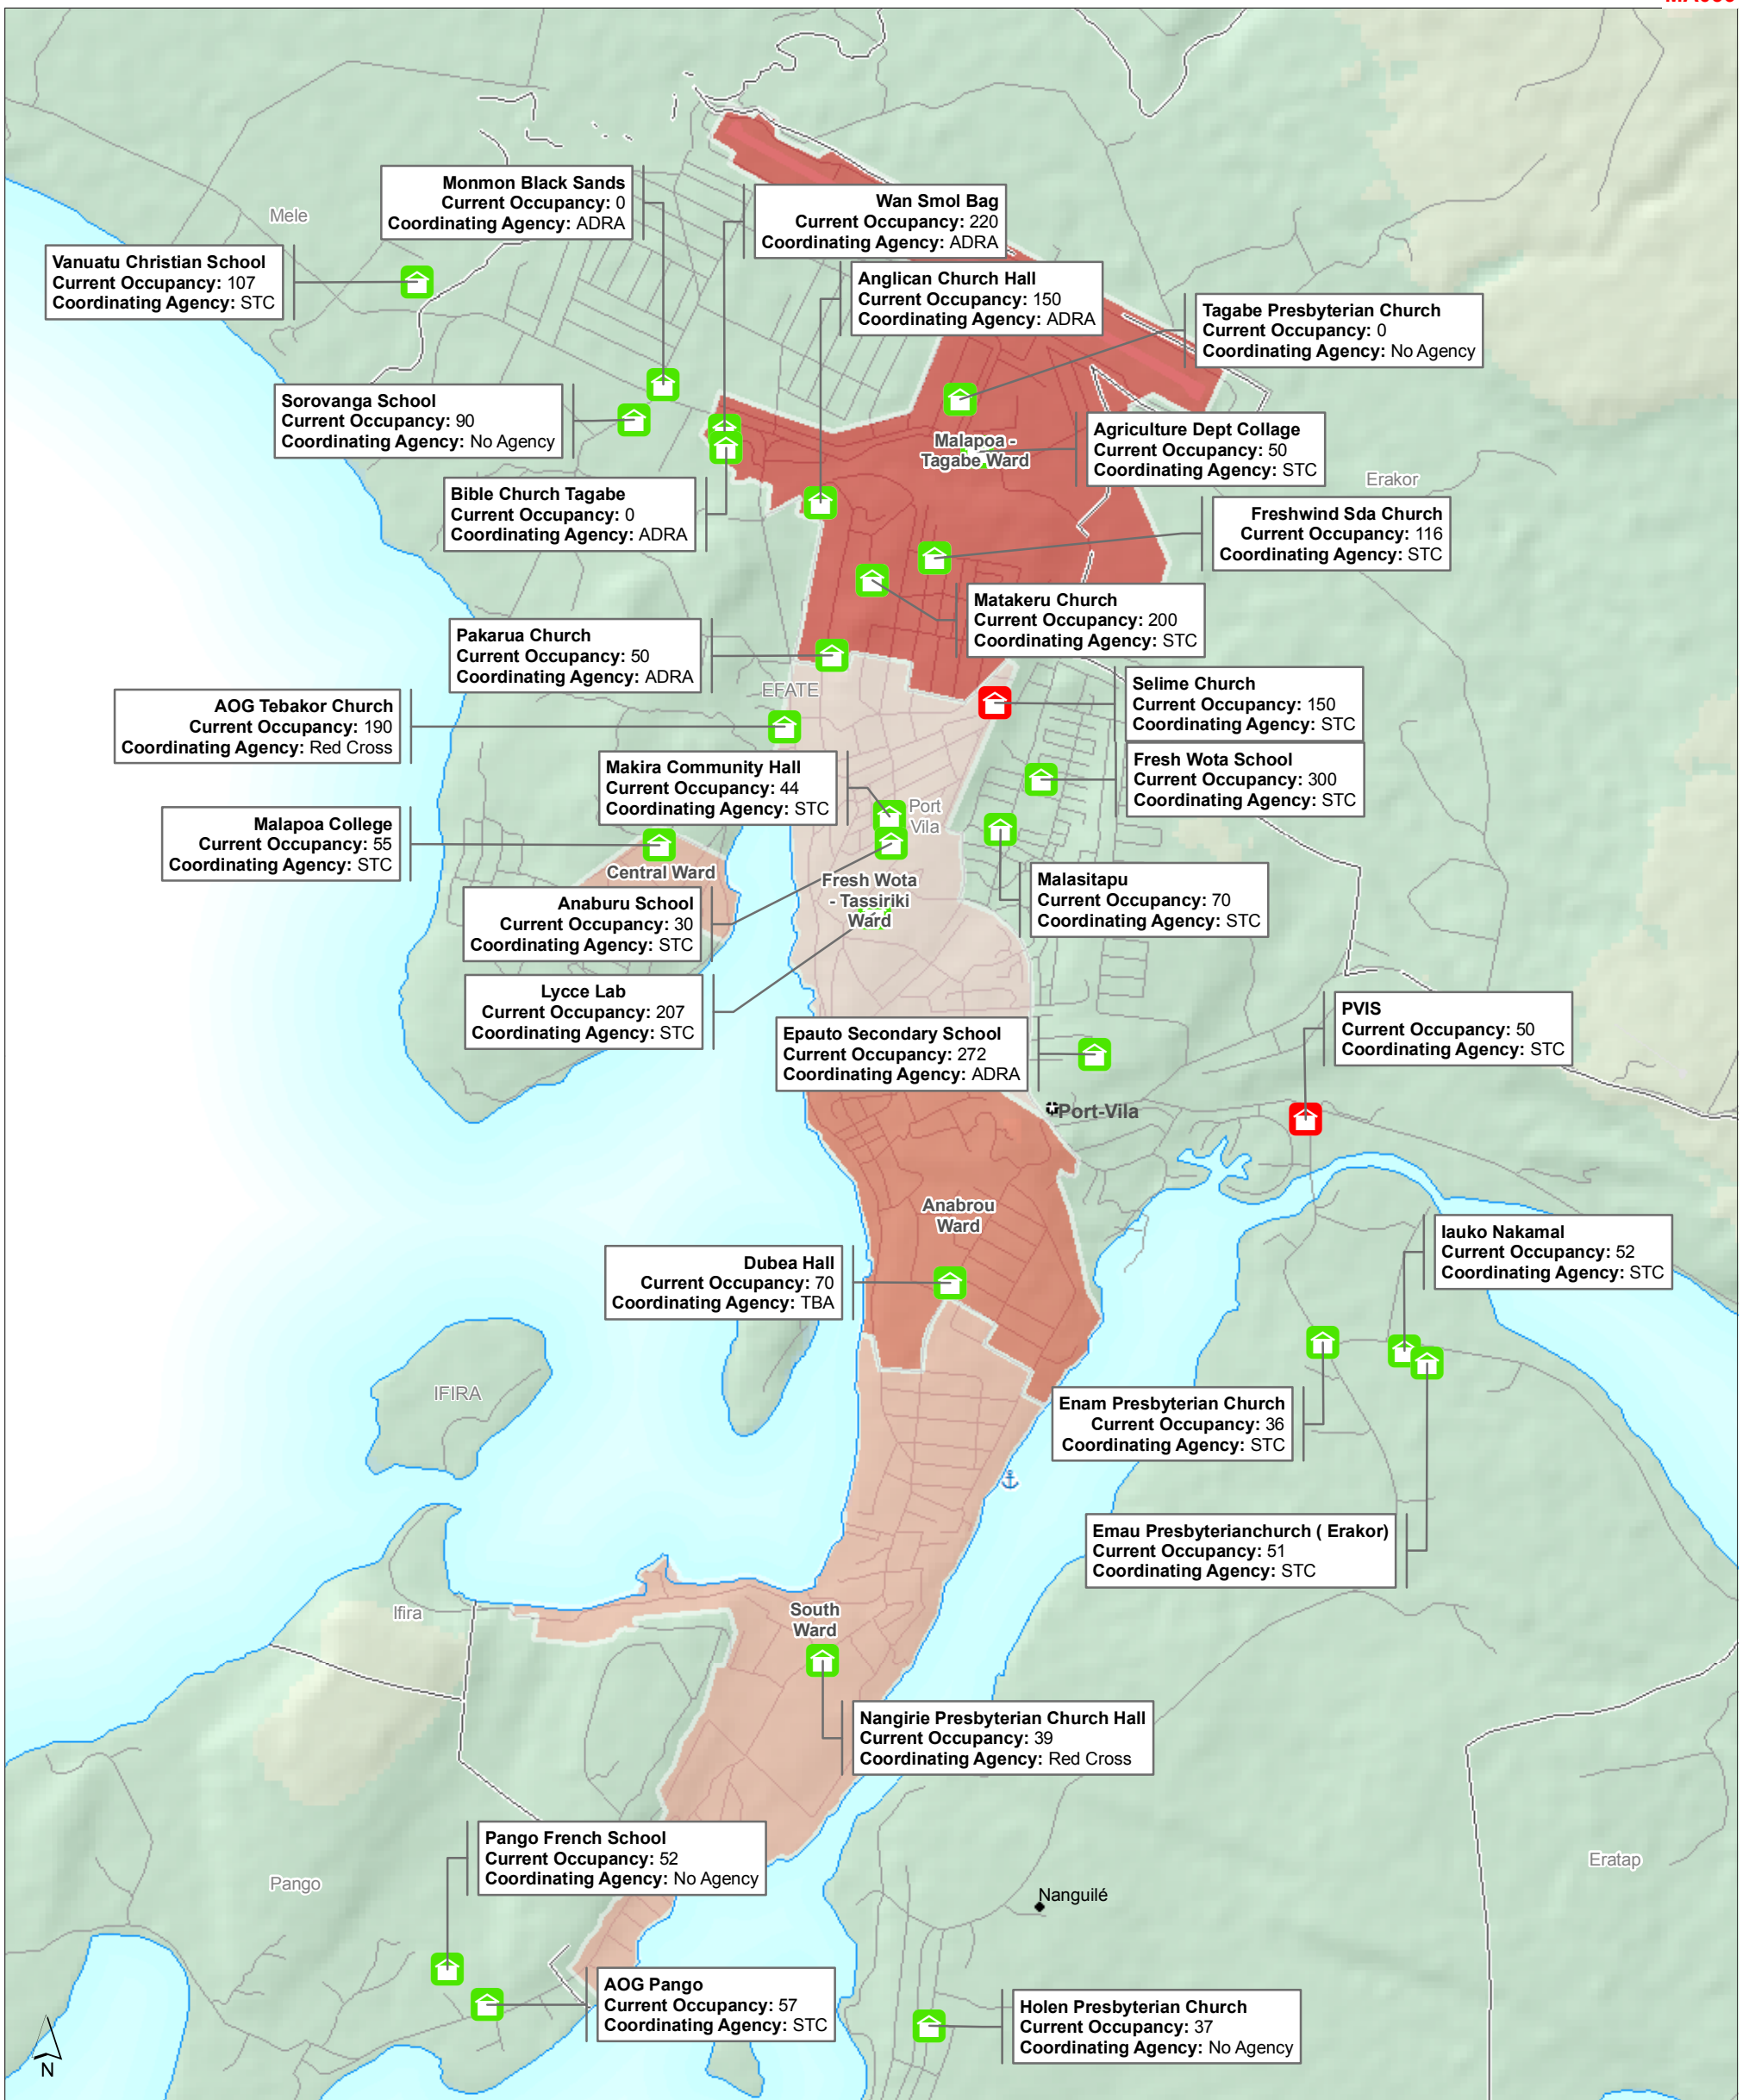 Mele
Monmon Black Sands
Current Occupancy: 0
Coordinating Agency: ADRA
Wan Smol Bag
Current Occupancy: 220
Coordinating Agency: ADRA
Vanuatu Christian School
Current Occupancy: 107
Coordinating Agency: STC
Anglican Church Hall
Current Occupancy: 150
Coordinating Agency: ADRA
Tagabe Presbyterian Church
Current Occupancy: 0
Coordinating Agency: No Agency
Sorovanga School
Current Occupancy: 90
Coordinating Agency: No Agency
Malapoa -
Tagabe Ward
Agriculture Dept Collage
Current Occupancy: 50
Coordinating Agency: STC
Erakor
Bible Church Tagabe
Current Occupancy: 0
Coordinating Agency: ADRA
Freshwind Sda Church
Current Occupancy: 116
Coordinating Agency: STC
Matakeru Church
Current Occupancy: 200
Coordinating Agency: STC
Pakarua Church
Current Occupancy: 50
Coordinating Agency: ADRA
EFATE
AOG Tebakor Church
Current Occupancy: 190
Coordinating Agency: Red Cross
Selime Church
Current Occupancy: 150
Coordinating Agency: STC
Fresh Wota School
Current Occupancy: 300
Coordinating Agency: STC
Makira Community Hall
Current Occupancy: 44
Coordinating Agency: STC
Port
Vila
Malapoa College
Current Occupancy: 55
Coordinating Agency: STC
Central Ward
Fresh Wota
- Tassiriki
Ward
Malasitapu
Current Occupancy: 70
Coordinating Agency: STC
Anaburu School
Current Occupancy: 30
Coordinating Agency: STC
Lycce Lab
Current Occupancy: 207
Coordinating Agency: STC
PVIS
Current Occupancy: 50
Coordinating Agency: STC
Epauto Secondary School
Current Occupancy: 272
Coordinating Agency: ADRA
Port-Vila
Anabrou
Ward
Iauko Nakamal
Current Occupancy: 52
Coordinating Agency: STC
Dubea Hall
Current Occupancy: 70
Coordinating Agency: TBA
IFIRA
Enam Presbyterian Church
Current Occupancy: 36
Coordinating Agency: STC
Emau Presbyterianchurch ( Erakor)
Current Occupancy: 51
Coordinating Agency: STC
Ifira
South
Ward
Nangirie Presbyterian Church Hall
Current Occupancy: 39
Coordinating Agency: Red Cross
Pango French School
Current Occupancy: 52
Coordinating Agency: No Agency
Pango
Eratap
Nanguilé
AOG Pango
Current Occupancy: 57
Coordinating Agency: STC
Holen Presbyterian Church
Current Occupancy: 37
Coordinating Agency: No Agency
N